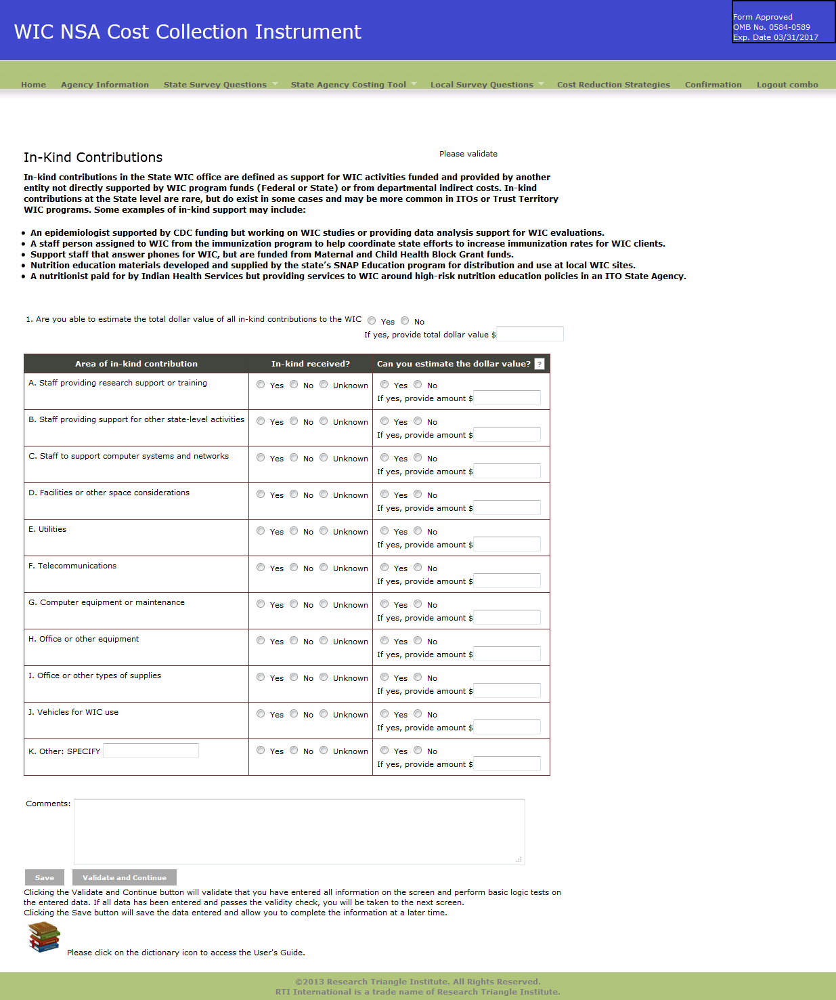 WIC NSA Cost Collection Instrument
Form Approved
OMB No. 0584-0589
Exp. Date 03/31/2017
Home Agency Information State Survey Questions State Agency Costing Tool Local Survey Questions Cost Reduction Strategies Confirmation Logout combo
In-Kind Contributions
Please validate
In-kind contributions in the State WIC office are defined as support for WIC activities funded and provided by another
entity not directly supported by WIC program funds (Federal or State) or from departmental indirect costs. In-kind
contributions at the State level are rare, but do exist in some cases and may be more common in ITOs or Trust Territory
WIC programs. Some examples of in-kind support may include:
• An epidemiologist supported by CDC funding but working on WIC studies or providing data analysis support for WIC evaluations.
• A staff person assigned to WIC from the immunization program to help coordinate state efforts to increase immunization rates for WIC clients.
• Support staff that answer phones for WIC, but are funded from Maternal and Child Health Block Grant funds.
• Nutrition education materials developed and supplied by the state's SNAP Education program for distribution and use at local WIC sites.
• A nutritionist paid for by Indian Health Services but providing services to WIC around high-risk nutrition education policies in an ITO State Agency.
1. Are you able to estimate the total dollar value of all in-kind contributions to the WIC Yes No
If yes, provide total dollar value $
Area of in-kind contribution In-kind received? Can you estimate the dollar value? ?
A. Staff providing research support or training Yes No Unknown Yes No
If yes, provide amount $
B. Staff providing support for other state-level activities Yes No Unknown Yes No
If yes, provide amount $
C. Staff to support computer systems and networks Yes No Unknown Yes No
If yes, provide amount $
D. Facilities or other space considerations Yes No Unknown Yes No
If yes, provide amount $
E. Utilities Yes No Unknown Yes No
If yes, provide amount $
F. Telecommunications Yes No Unknown Yes No
If yes, provide amount $
G. Computer equipment or maintenance Yes No Unknown Yes No
If yes, provide amount $
H. Office or other equipment Yes No Unknown Yes No
If yes, provide amount $
I. Office or other types of supplies Yes No Unknown Yes No
If yes, provide amount $
J. Vehicles for WIC use Yes No Unknown Yes No
If yes, provide amount $
K. Other: SPECIFY Yes No Unknown Yes No
If yes, provide amount $
Comments:
Save Validate and Continue
Clicking the Validate and Continue button will validate that you have entered all information on the screen and perform basic logic tests on
the entered data. If all data has been entered and passes the validity check, you will be taken to the next screen.
Clicking the Save button will save the data entered and allow you to complete the information at a later time.
Please click on the dictionary icon to access the User's Guide.
©2013 Research Triangle Institute. All Rights Reserved.
RTI International is a trade name of Research Triangle Institute.